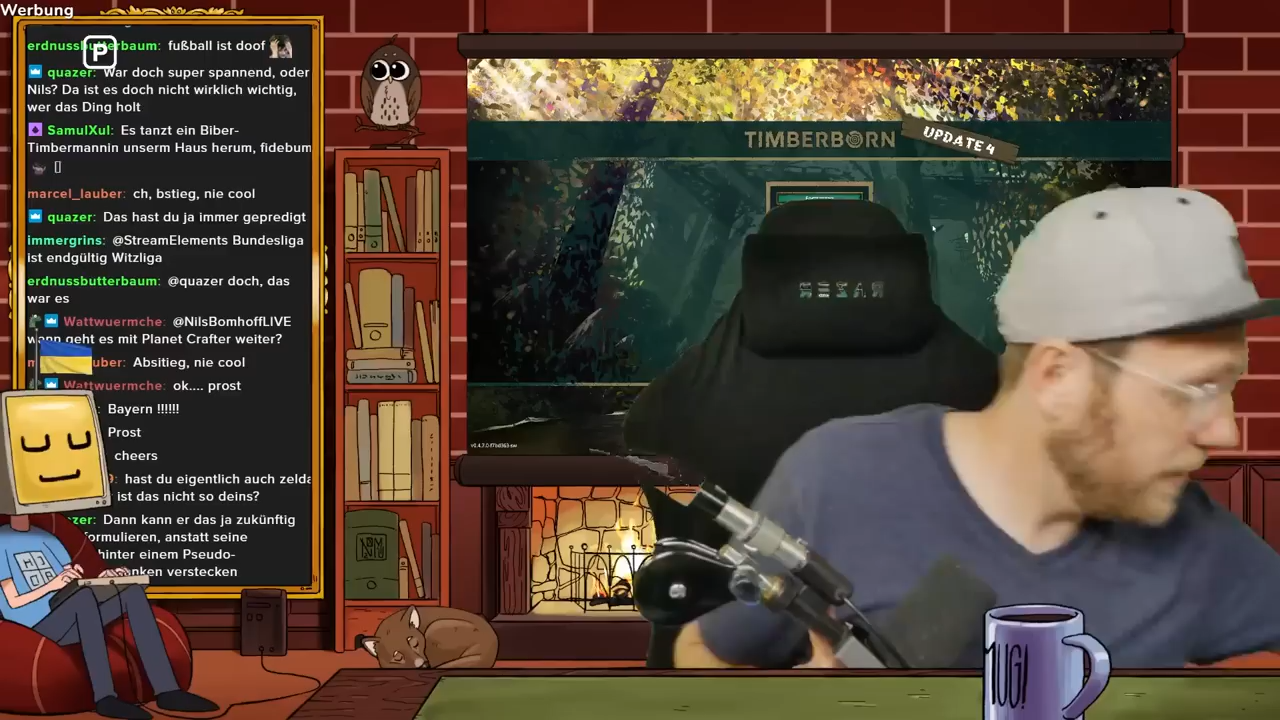 Werbung
P
erdnussbutterbaum: fußball ist doof
quazer: War doch super spannend, oder
Nils? Da ist es doch nicht wirklich wichtig,
wer das Ding holt
SamulXul: Es tanzt ein Biber-
Timbermannin unserm Haus herum, fidebum
[]
marcel_lauber: ch, bstieg, nie cool
quazer: Das hast du ja immer gepredigt
immergrins: @StreamElements Bundesliga
ist endgültig Witzliga
erdnussbutterbaum: @quazer doch, das
war es
Wattwuermche: @NilsBomhoffLIVE
wann geht es mit Planet Crafter weiter?
uber: Absitieg, nie cool
Wattwuermche: ok.... prost
: Bayern !!!!!!
Prost
cheers
: hast du eigentlich auch zelda
ist das nicht so deins?
zer: Dann kann er das ja zukünftig
formulieren, anstatt seine
hinter einem Pseudo-
anken verstecken
TIMBERBORN
UPDATE 4
RAZER
MUG!